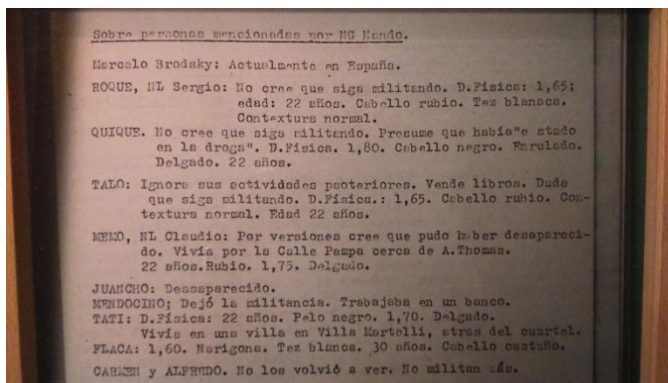 Sobre personas mencionadas por NG Mando.
Marcelo Brodsky: Actualmente en España.
ROQUE, NL Sergio: No cree que siga militando. D.Física: 1,65;
edad: 22 años. Cabello rubio. Tez blanaca.
Contextura normal.
QUIQUE. No cree que siga militando. Presume que había"e stado
en la droga". D.Física. 1,80. Cabello negro. Enrulado.
Delgado. 22 años.
TALO: Ignora sus actividades psoteriores. Vende libros. Duda
que siga militando. D.Física.: 1,65. Cabello rubio. Con-
textura normal. Edad 22 años.
MEMO, NL Claudio: Por versiones cree que pudo haber desapareci-
do. Vivía por la Calle Pampa cerca de A.Thomas.
22 años.Rubio. 1,75. Delgado.
JUANCHO: Desaparecido.
MENDOCINO; Dejó la militancia. Trabajaba en un banco.
TATI: D.Física: 22 años. Pelo negro. 1,70. Delgado.
Vivía en una villa en Villa Martelli, atras del cuartel.
FLACA: 1,60. Narigona. Tez blanca. 30 años. Cabello castaño.
CARMEN y ALFREDO. No los volvió a ver. No militan más.